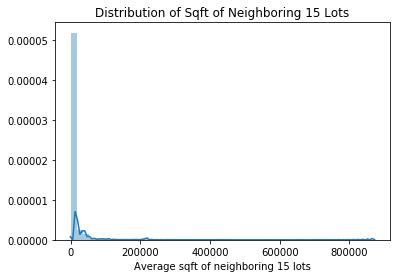 Distribution of Sqft of Neighboring 15 Lots
0.00005
0.00004
0.00003
0.00002
0.00001
0.00000
0 200000 400000 600000 800000
Average sqft of neighboring 15 lots